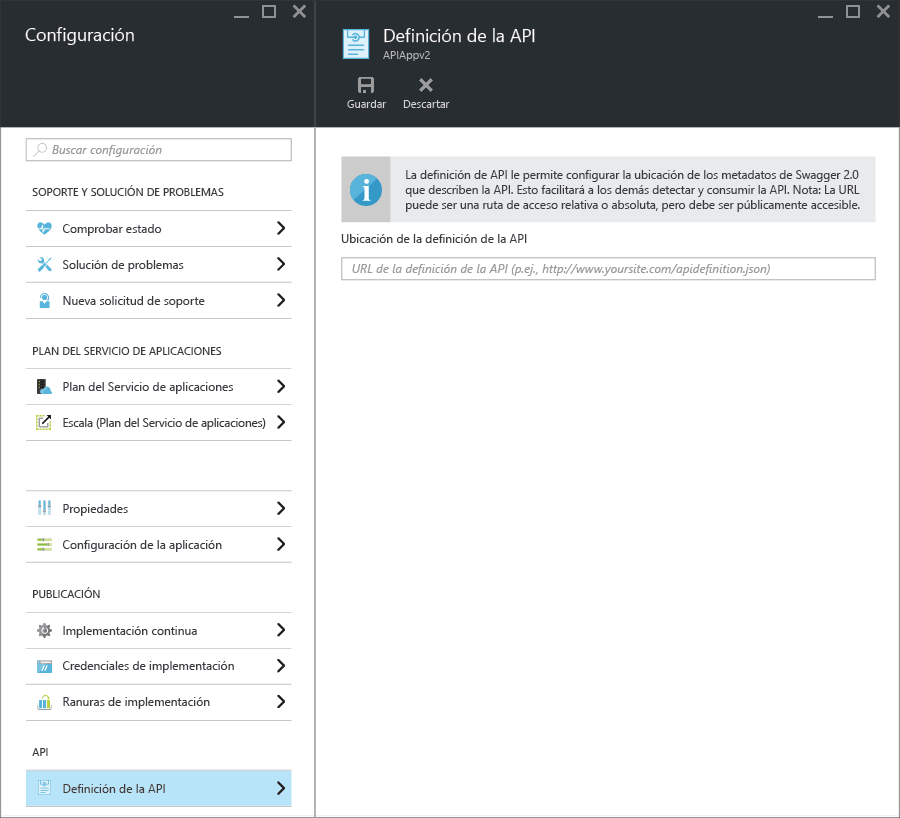 Configuración
Buscar configuración
SOPORTE Y SOLUCIÓN DE PROBLEMAS
Comprobar estado
Solución de problemas
Nueva solicitud de soporte
PLAN DEL SERVICIO DE APLICACIONES
Plan del Servicio de aplicaciones
Escala (Plan del Servicio de aplicaciones)
Propiedades
Configuración de la aplicación
PUBLICACIÓN
Implementación continua
Credenciales de implementación
Ranuras de implementación
API
Definición de la API
Definición de la API
APIAppv2
Guardar
Descartar
La definición de API le permite configurar la ubicación de los metadatos de Swagger 2.0
que describen la API. Esto facilitará a los demás detectar y consumir la API. Nota: La URL
puede ser una ruta de acceso relativa o absoluta, pero debe ser públicamente accesible.
Ubicación de la definición de la API
URL de la definición de la API (p.ej., http://www.yoursite.com/apidefinition.json)